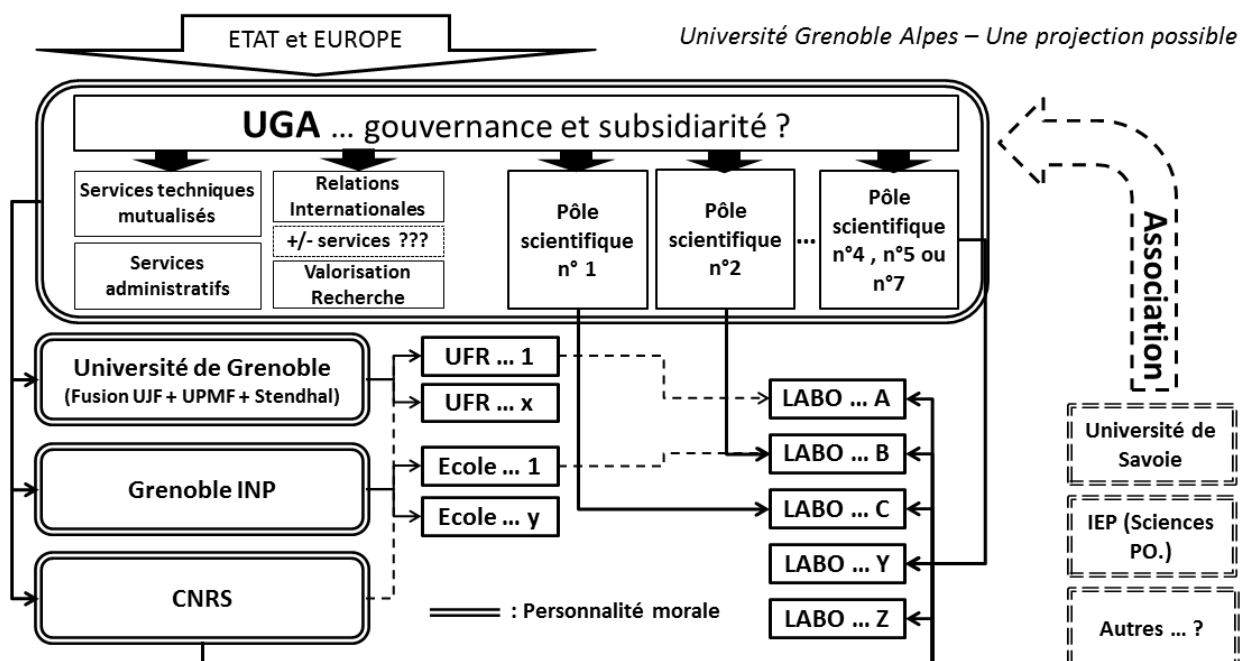 ETAT et EUROPE
Université Grenoble Alpes – Une projection possible
UGA ... gouvernance et subsidiarité ?
Services techniques
mutualisés
Services
administratifs
Relations
Internationales
+/- services ???
Valorisation
Recherche
Pôle
scientifique
n° 1
Pôle
scientifique
n°2
...
Pôle
scientifique
n°4 , n°5 ou
n°7
Association
Université de Grenoble
(Fusion UJF + UPMF + Stendhal)
Grenoble INP
CNRS
UFR ... 1
UFR ... x
Ecole ... 1
Ecole ... y
LABO ... A
LABO ... B
LABO ... C
LABO ... Y
LABO ... Z
Université de
Savoie
IEP (Sciences
PO.)
Autres ... ?
: Personnalité morale